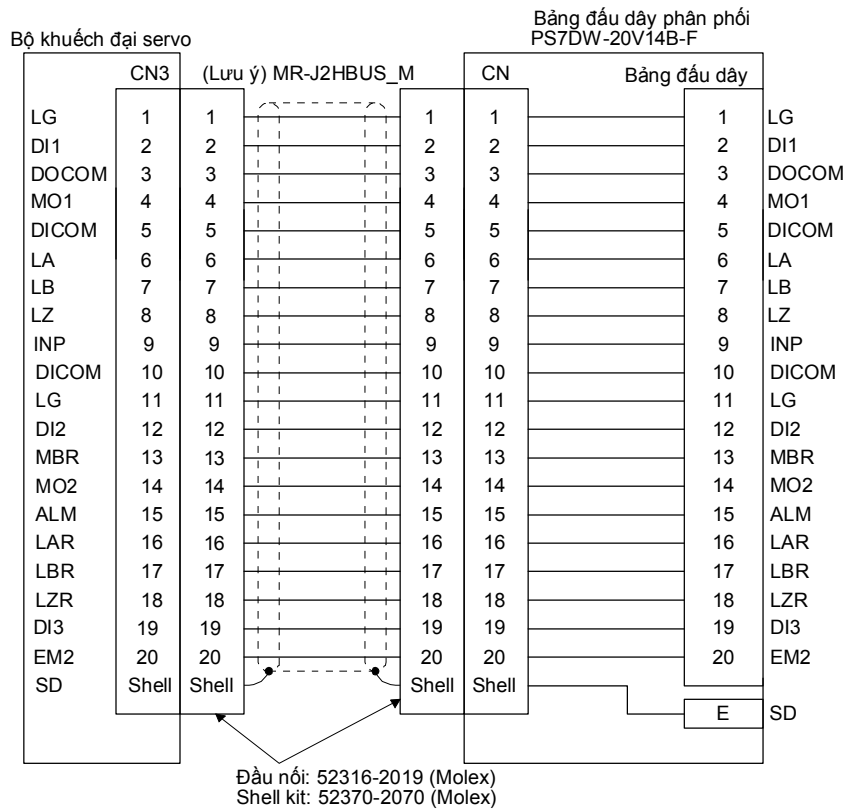 Bảng đấu dây phân phối
Bộ khuếch đại servo PS7DW-20V14B-F
CN3 (Lưu ý) MR-J2HBUS_M CN Bảng đấu dây
LG 1 1 1 1 1 LG
DI1 2 2 2 2 2 DI1
DOCOM 3 3 3 3 3 DOCOM
MO1 4 4 4 4 4 MO1
DICOM 5 5 5 5 5 DICOM
LA 6 6 6 6 6 LA
LB 7 7 7 7 7 LB
LZ 8 8 8 8 8 LZ
INP 9 9 9 9 9 INP
DICOM 10 10 10 10 10 DICOM
LG 11 11 11 11 11 LG
DI2 12 12 12 12 12 DI2
MBR 13 13 13 13 13 MBR
MO2 14 14 14 14 14 MO2
ALM 15 15 15 15 15 ALM
LAR 16 16 16 16 16 LAR
LBR 17 17 17 17 17 LBR
LZR 18 18 18 18 18 LZR
DI3 19 19 19 19 19 DI3
EM2 20 20 20 20 20 EM2
SD Shell Shell Shell Shell
E SD
Đầu nối: 52316-2019 (Molex)
Shell kit: 52370-2070 (Molex)